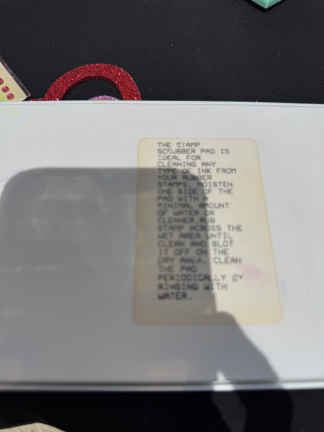 THE STAMP
SCRUBBER PAD IS
IDEAL FOR
CLEANING ANY
TYPE OF INK FROM
YOUR RUBBER
STAMPS. MOISTEN
ONE SIDE OF THE
PAD WITH A
MINIMAL AMOUNT
OF WATER OR
CLEANER RUB
STAMP ACROSS THE
WET AREA UNTIL
CLEAN AND BLOT
IT OFF ON THE
DRY AREA. CLEAN
THE PAD
PERIODICALLY BY
RINSING WITH
WATER.